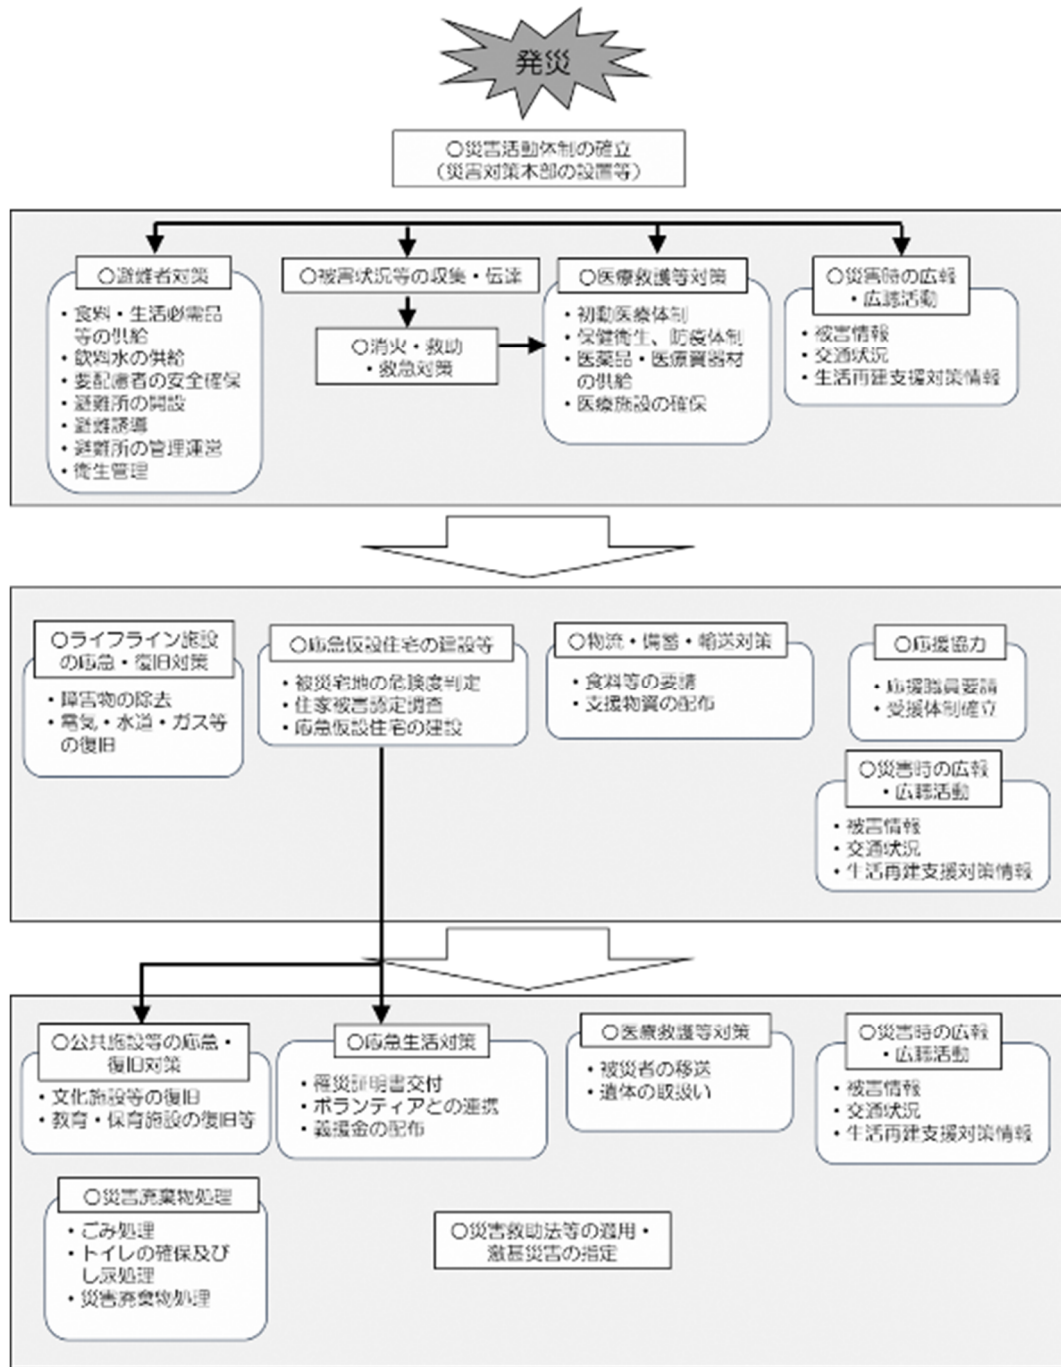 発災
○災害活動体制の確立
（災害対策本部の設置等）
○避難者対策
・食料・生活必需品
等の供給
・飲料水の供給
・要配慮者の安全確保
・避難所の開設
・避難誘導
・避難所の管理運営
・衛生管理
○被害状況等の収集・伝達
○消火・救助
・救急対策
○医療救護等対策
・初動医療体制
・保健衛生、防疫体制
・医薬品・医療資器材
の供給
・医療施設の確保
○災害時の広報
・広聴活動
・被害情報
・交通状況
・生活再建支援対策情報
○ライフライン施設
の応急・復旧対策
・障害物の除去
・電気・水道・ガス等
の復旧
○応急仮設住宅の建設等
・被災宅地の危険度判定
・住家被害認定調査
・応急仮設住宅の建設
○物流・備蓄・輸送対策
・食料等の要請
・支援物資の配布
○応援協力
・応援職員要請
・受援体制確立
○災害時の広報
・広聴活動
・被害情報
・交通状況
・生活再建支援対策情報
○公共施設等の応急・
復旧対策
・文化施設等の復旧
・教育・保育施設の復旧等
○応急生活対策
・罹災証明書交付
・ボランティアとの連携
・義援金の配布
○医療救護等対策
・被災者の移送
・遺体の取扱い
○災害時の広報
・広聴活動
・被害情報
・交通状況
・生活再建支援対策情報
○災害廃棄物処理
・ごみ処理
・トイレの確保及び
し尿処理
・災害廃棄物処理
○災害救助法等の適用・
激甚災害の指定